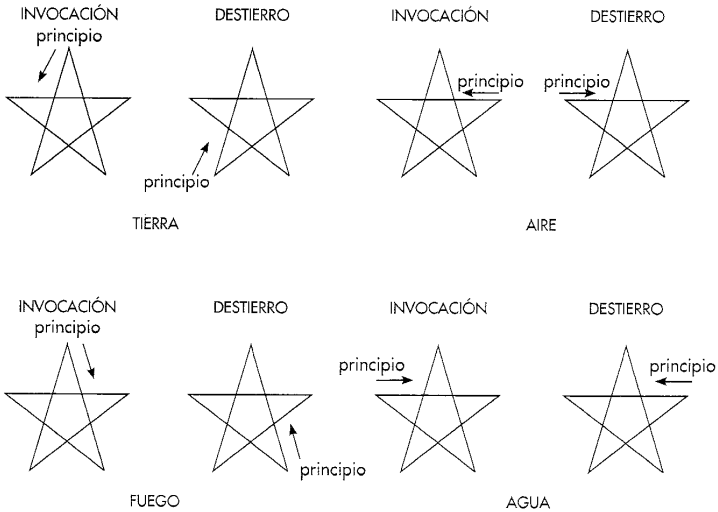 INVOCACIÓN
principio
DESTIERRO
principio
TIERRA
INVOCACIÓN
principio
DESTIERRO
principio
AIRE
INVOCACIÓN
principio
DESTIERRO
principio
FUEGO
INVOCACIÓN
principio
DESTIERRO
principio
AGUA